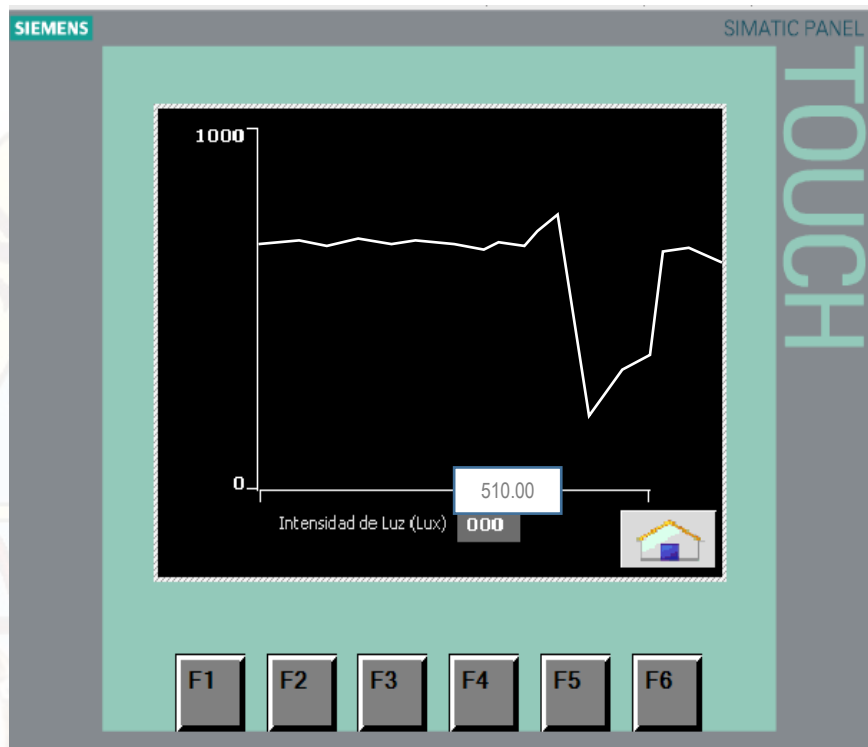 SIEMENS
SIMATIC PANEL
TOUCH
1000
0
510.00
Intensidad de Luz (Lux) 000
F1 F2 F3 F4 F5 F6